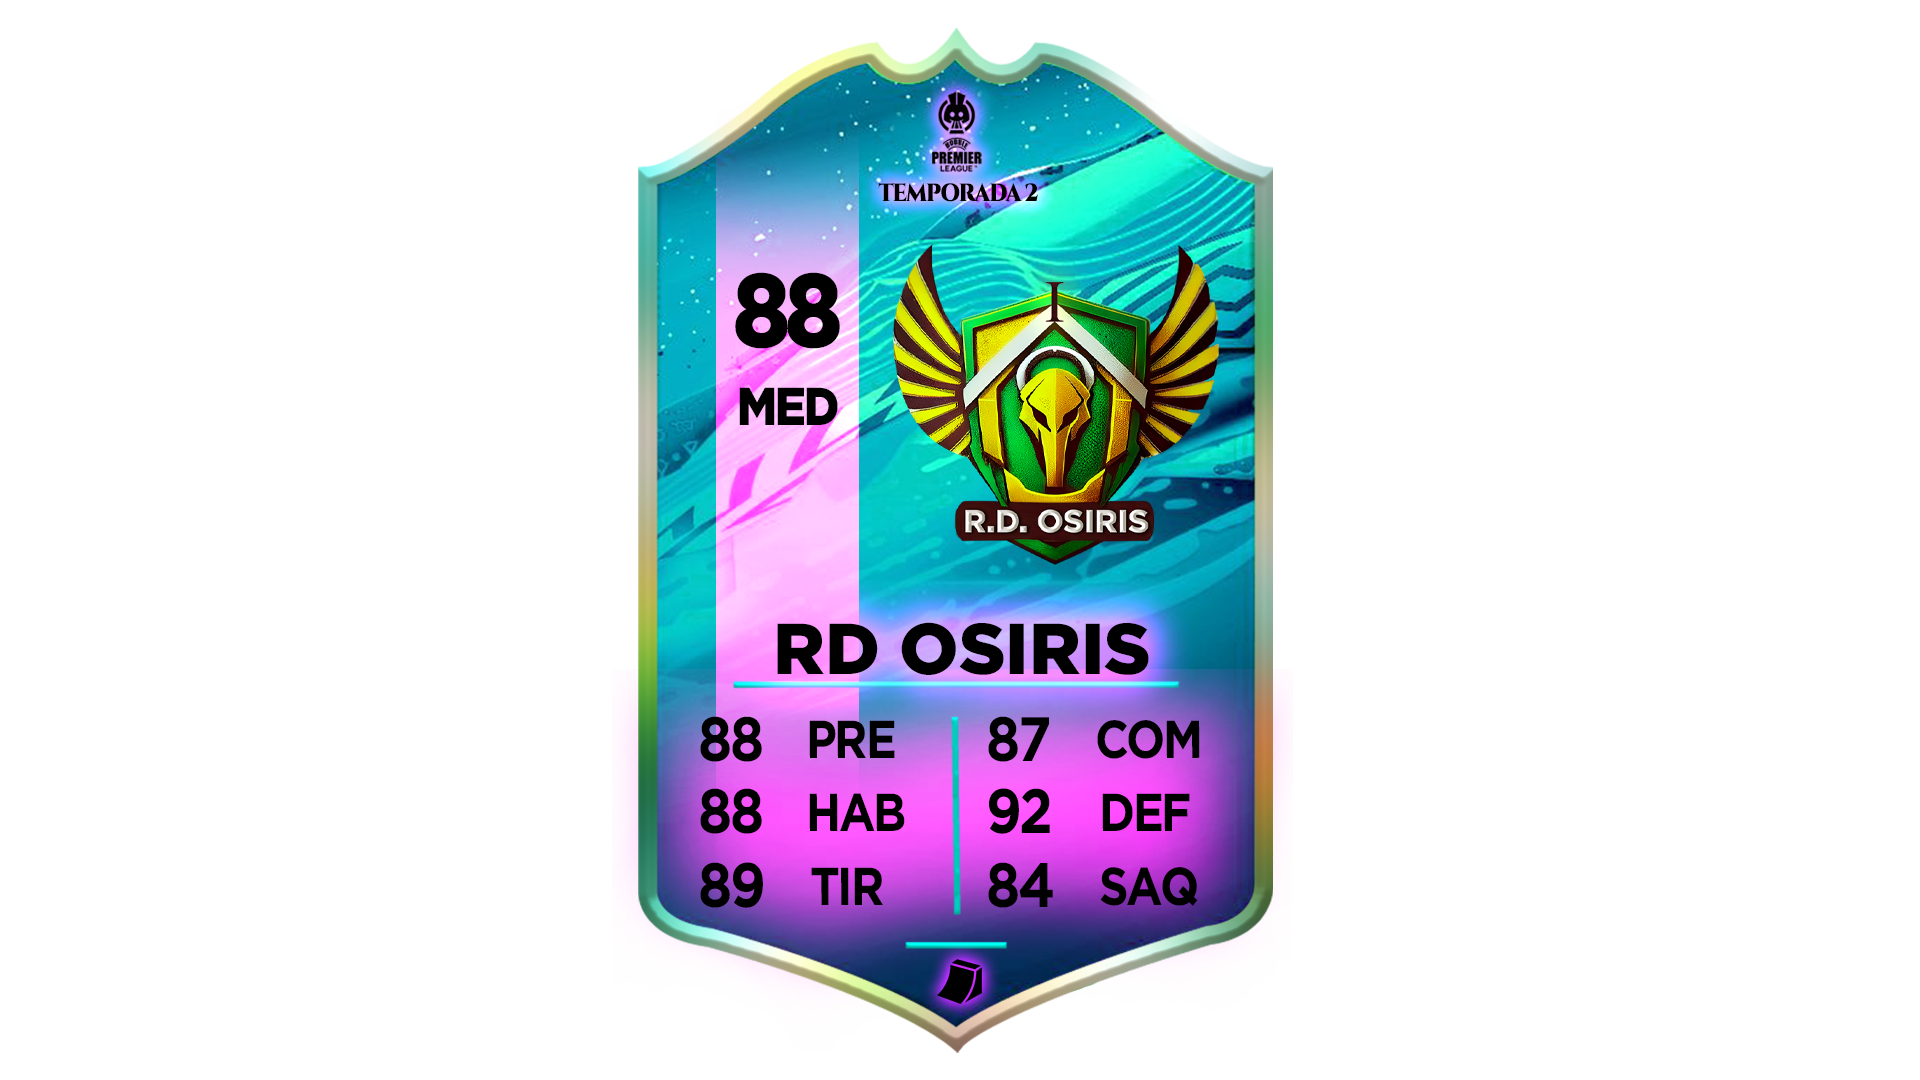 PREMIER
LEAGUE
TEMPORADA 2
88
MED
I
R.D. OSIRIS
RD OSIRIS
88 PRE 87 COM
88 HAB 92 DEF
89 TIR 84 SAQ